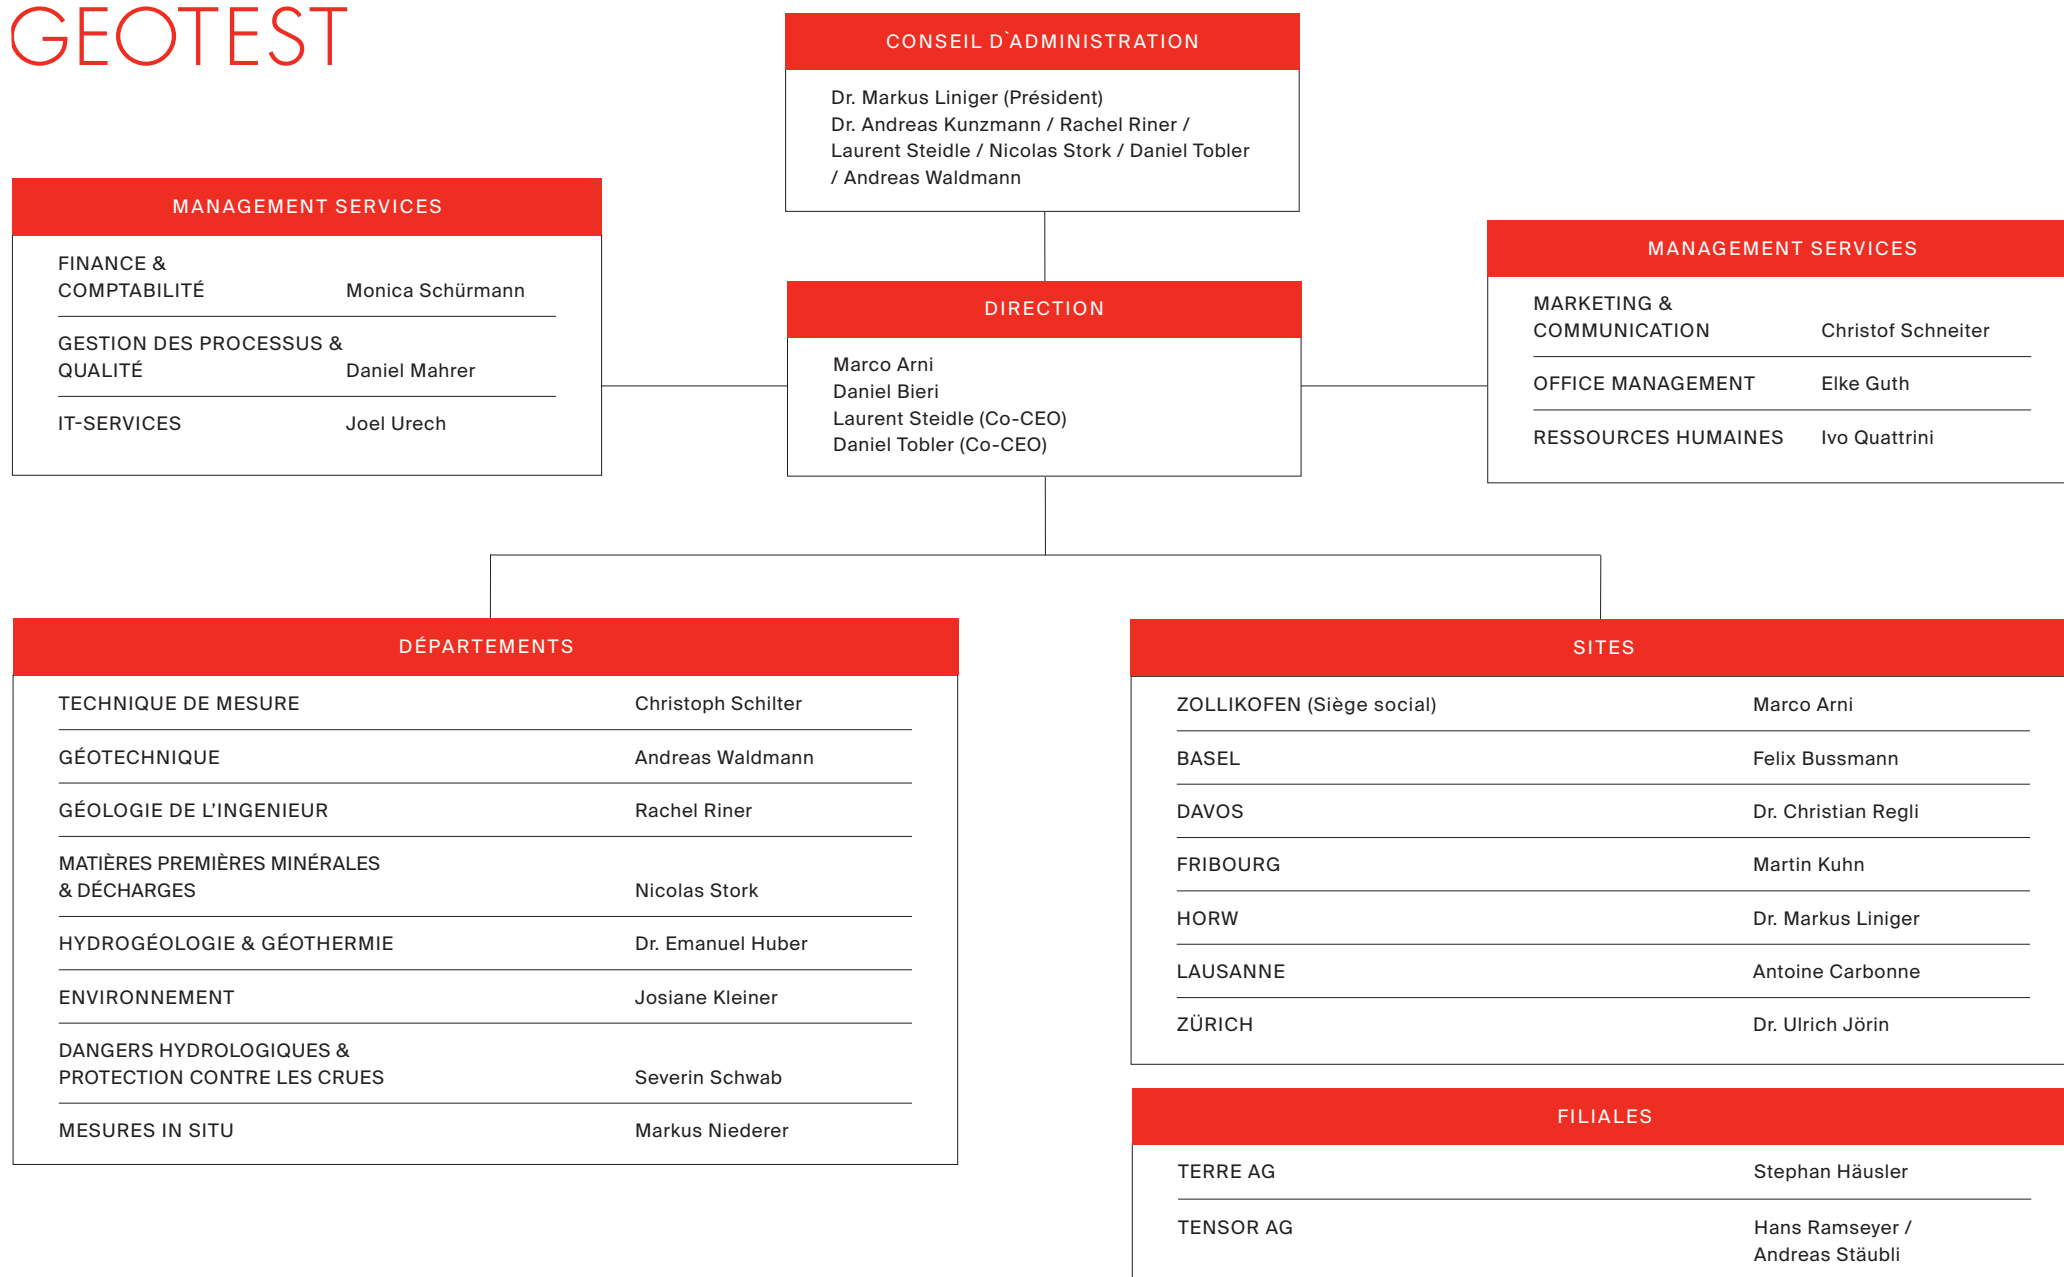 GEOTEST
CONSEIL D`ADMINISTRATION
Dr. Markus Liniger (Président)
Dr. Andreas Kunzmann / Rachel Riner /
Laurent Steidle / Nicolas Stork / Daniel Tobler
/ Andreas Waldmann
MANAGEMENT SERVICES
FINANCE &
COMPTABILITÉ Monica Schürmann
GESTION DES PROCESSUS &
QUALITÉ Daniel Mahrer
IT-SERVICES Joel Urech
DIRECTION
Marco Arni
Daniel Bieri
Laurent Steidle (Co-CEO)
Daniel Tobler (Co-CEO)
MANAGEMENT SERVICES
MARKETING &
COMMUNICATION Christof Schneiter
OFFICE MANAGEMENT Elke Guth
RESSOURCES HUMAINES Ivo Quattrini
DÉPARTEMENTS
TECHNIQUE DE MESURE Christoph Schilter
GÉOTECHNIQUE Andreas Waldmann
GÉOLOGIE DE L’INGENIEUR Rachel Riner
MATIÈRES PREMIÈRES MINÉRALES
& DÉCHARGES Nicolas Stork
HYDROGÉOLOGIE & GÉOTHERMIE Dr. Emanuel Huber
ENVIRONNEMENT Josiane Kleiner
DANGERS HYDROLOGIQUES &
PROTECTION CONTRE LES CRUES Severin Schwab
MESURES IN SITU Markus Niederer
SITES
ZOLLIKOFEN (Siège social) Marco Arni
BASEL Felix Bussmann
DAVOS Dr. Christian Regli
FRIBOURG Martin Kuhn
HORW Dr. Markus Liniger
LAUSANNE Antoine Carbonne
ZÜRICH Dr. Ulrich Jörin
FILIALES
TERRE AG Stephan Häusler
TENSOR AG Hans Ramseyer /
Andreas Stäubli